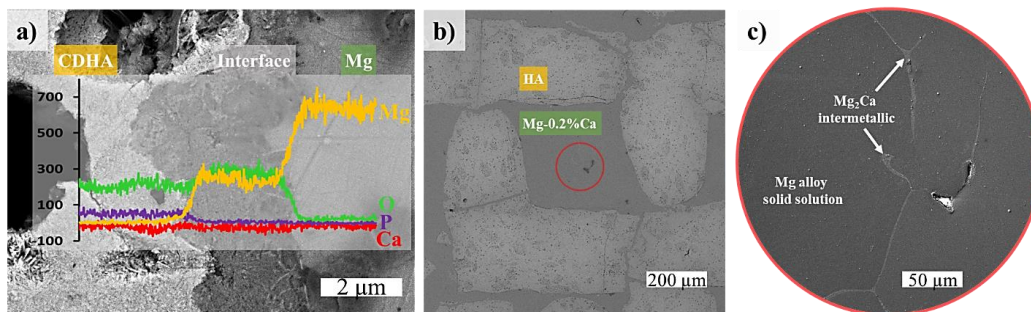 a)
CDHA
Interface
Mg
700
500
300
100
100
Mg
O
P
Ca
2 µm
b)
HA
Mg-0.2%Ca
200 µm
c)
Mg₂Ca
intermetallic
Mg alloy
solid solution
50 µm